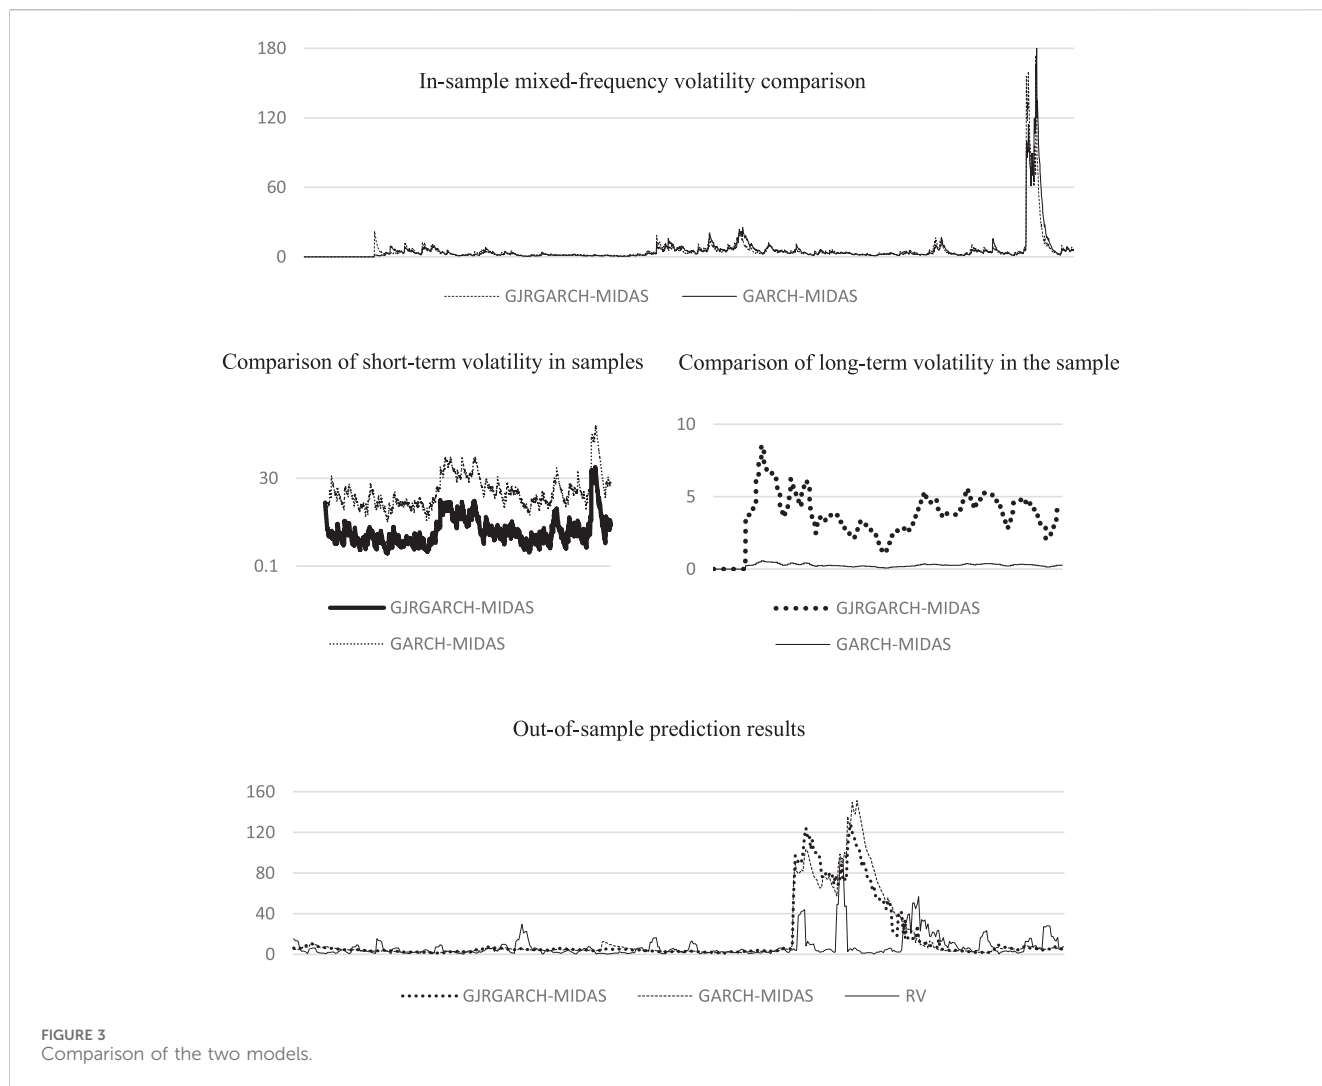 180
In-sample mixed-frequency volatility comparison
120
60
0
GJRGARCH-MIDAS GARCH-MIDAS
Comparison of short-term volatility in samples
30
0.1
GJRGARCH-MIDAS
GARCH-MIDAS
Comparison of long-term volatility in the sample
10
5
0
GJRGARCH-MIDAS
GARCH-MIDAS
Out-of-sample prediction results
160
120
80
40
0
GJRGARCH-MIDAS GARCH-MIDAS RV
FIGURE 3
Comparison of the two models.